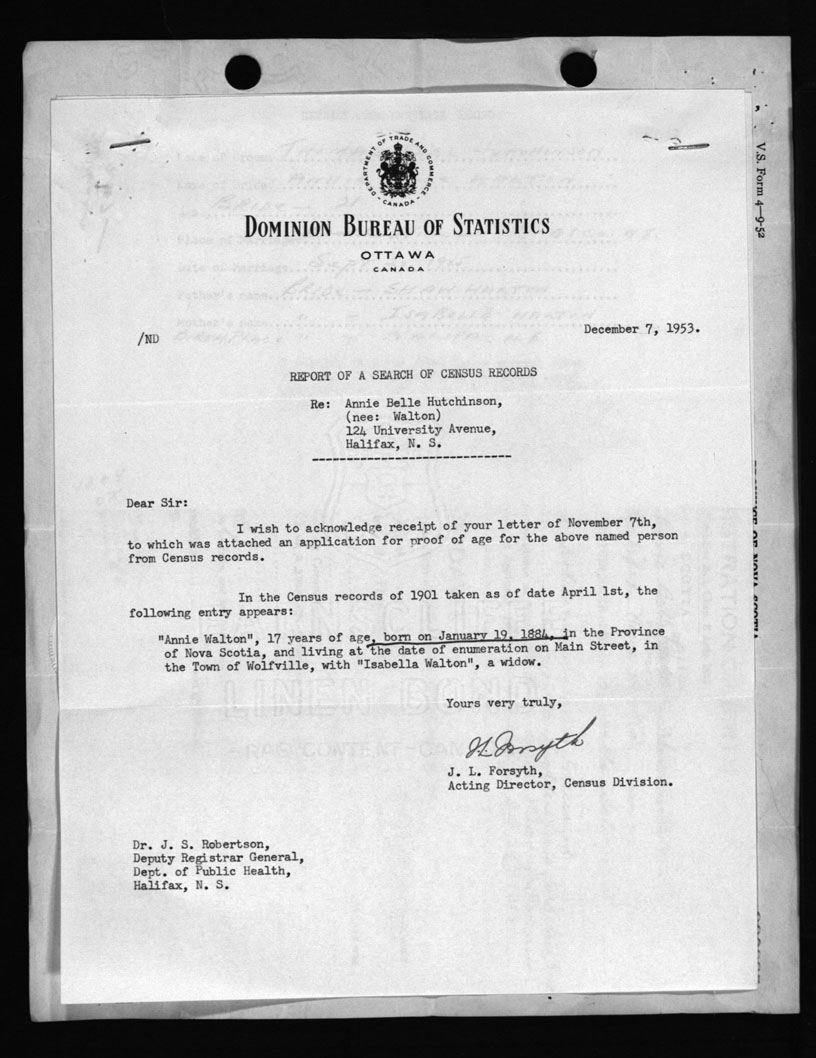 DEPARTMENT OF TRADE AND COMMERCE
CANADA
DOMINION BUREAU OF STATISTICS
OTTAWA
CANADA
V.S. Form 4—9-52
/ND
December 7, 1953.
REPORT OF A SEARCH OF CENSUS RECORDS
Re: Annie Belle Hutchinson,
(nee: Walton)
124 University Avenue,
Halifax, N. S.
Dear Sir:
I wish to acknowledge receipt of your letter of November 7th,
to which was attached an application for proof of age for the above named person
from Census records.
In the Census records of 1901 taken as of date April 1st, the
following entry appears:
"Annie Walton", 17 years of age, born on January 19, 1884, in the Province
of Nova Scotia, and living at the date of enumeration on Main Street, in
the Town of Wolfville, with "Isabella Walton", a widow.
Yours very truly,
J. L. Forsyth,
Acting Director, Census Division.
Dr. J. S. Robertson,
Deputy Registrar General,
Dept. of Public Health,
Halifax, N. S.
LINEN BOND